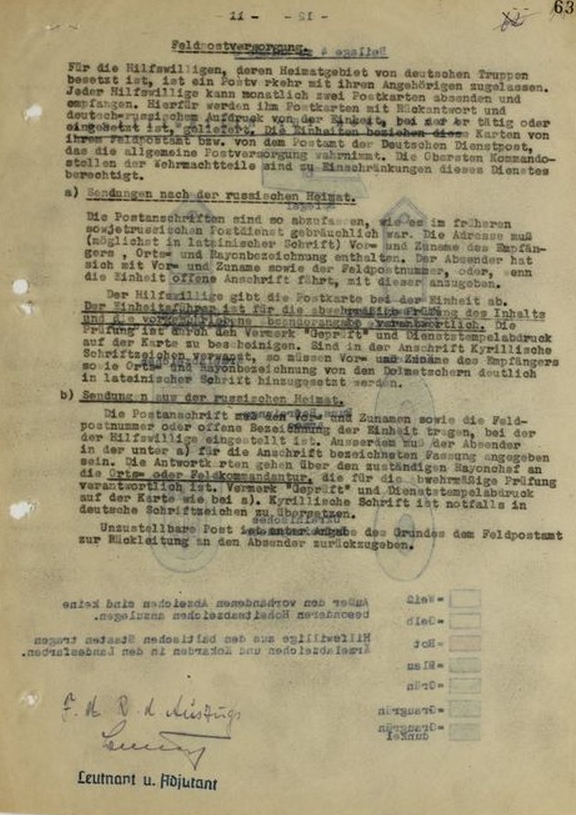 - 11 -
63
Feldpostversorgung.
Für die Hilfswilligen, deren Heimatgebiet von deutschen Truppen
besetzt ist, ist ein Postv rkehr mit ihren Angehörigen zugelassen.
Jeder Hilfswillige kann monatlich zwei Postkarten absenden und
empfangen. Hierfür werden ihm Postkarten mit Rückantwort und
deutsch-russischem Aufdruck von der Einheit, bei der er tätig oder
eingesetzt ist, geliefert. Die Einheiten beziehen diese Karten von
ihrem Feldpostamt bzw. von dem Postamt der Deutschen Dienstpost,
das die allgemeine Postversorgung wahrnimmt. Die Obersten Kommando-
stellen der Wehrmachtteile sind zu Einschränkungen dieses Dienstes
berechtigt.
a) Sendungen nach der russischen Heimat.
Die Postanschriften sind so abzufassen, wie es im früheren
sowjetrussischen Postdienst gebräuchlich war. Die Adresse muß
(möglichst in lateinischer Schrift) Vor- und Zuname des Empfän-
gers , Orts- und Rayonbezeichnung enthalten. Der Absender hat
sich mit Vor- und Zuname sowie der Feldpostnummer, oder, wenn
die Einheit offene Anschrift führt, mit dieser anzugeben.
Der Hilfswillige gibt die Postkarte bei der Einheit ab.
Der Einheitsführer ist für die abwehrmäßige Prüfung des Inhalts
und die Absenderangabe verantwortlich. Die
Prüfung ist durch den Vermerk "Geprüft" und Dienststempelabdruck
auf der Karte zu bescheinigen. Sind in der Anschrift Kyrillische
Schriftzeichen verwandt, so müssen Vor- und Zuname des Empfängers
sowie Orts- und Rayonbezeichnung von den Dolmetschern deutlich
in lateinischer Schrift hinzugesetzt werden.
b) Sendung n aus der russischen Heimat.
Die Postanschrift muß den Vor- und Zunamen sowie die Feld-
postnummer oder offene Bezeichnung der Einheit tragen, bei der
der Hilfswillige eingestellt ist. Ausserdem muß der Absender
in der unter a) für die Anschrift bezeichneten Fassung angegeben
sein. Die Antwortk rten gehen über den zuständigen Rayonchef an
die Orts- oder Feldkommandantur, die für die abwehrmäßige Prüfung
verantwortlich ist. Vermerk "Geprüft" und Dienststempelabdruck
auf der Karte wie bei a). Kyrillische Schrift ist notfalls in
deutsche Schriftzeichen zu übersetzen.
Unzustellbare Post ist unter Angabe des Grundes dem Feldpostamt
zur Rückleitung an den Absender zurückzugeben.
F. d. R. d. Auszugs
Leutnant u. Adjutant